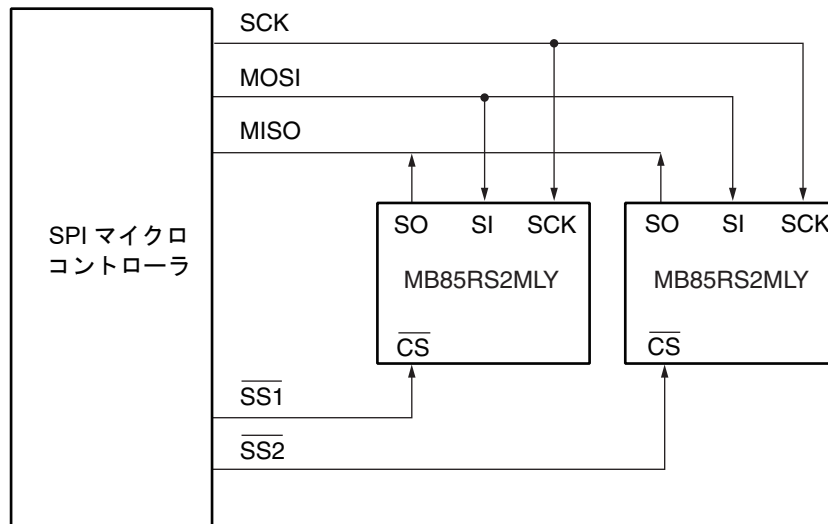 SCK
MOSI
MISO
SO SI SCK
SO SI SCK
SPI マイクロ
コントローラ
MB85RS2MLY
MB85RS2MLY
CS
CS
SS1
SS2